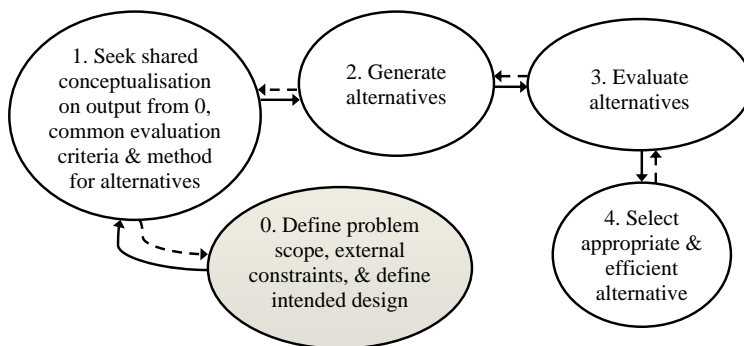 1. Seek shared
conceptualisation
on output from 0,
common evaluation
criteria & method
for alternatives
2. Generate
alternatives
3. Evaluate
alternatives
0. Define problem
scope, external
constraints, & define
intended design
4. Select
appropriate &
efficient
alternative